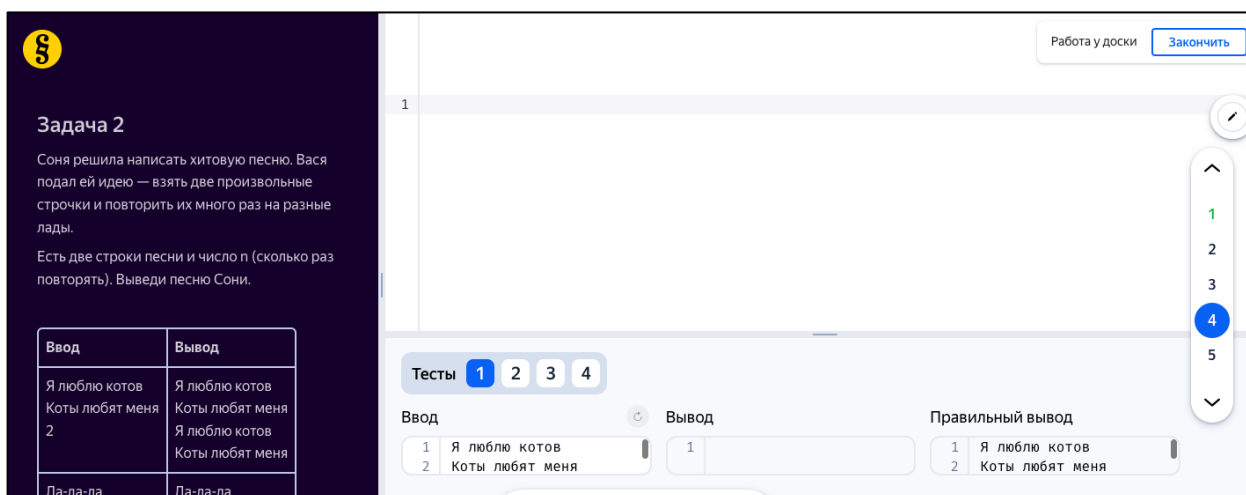 §
Работа у доски
Закончить
1
Задача 2
Соня решила написать хитовую песню. Вася
подал ей идею — взять две произвольные
строчки и повторить их много раз на разные
лады.
Есть две строки песни и число n (сколько раз
повторять). Выведи песню Сони.
Ввод
Вывод
Я люблю котов
Коты любят меня
2
Я люблю котов
Коты любят меня
Я люблю котов
Коты любят меня
Ла-ла-ла
Ла-ла-ла
Тесты 1 2 3 4
Ввод
1 Я люблю котов
2 Коты любят меня
Вывод
1
Правильный вывод
1 Я люблю котов
2 Коты любят меня
1
2
3
4
5